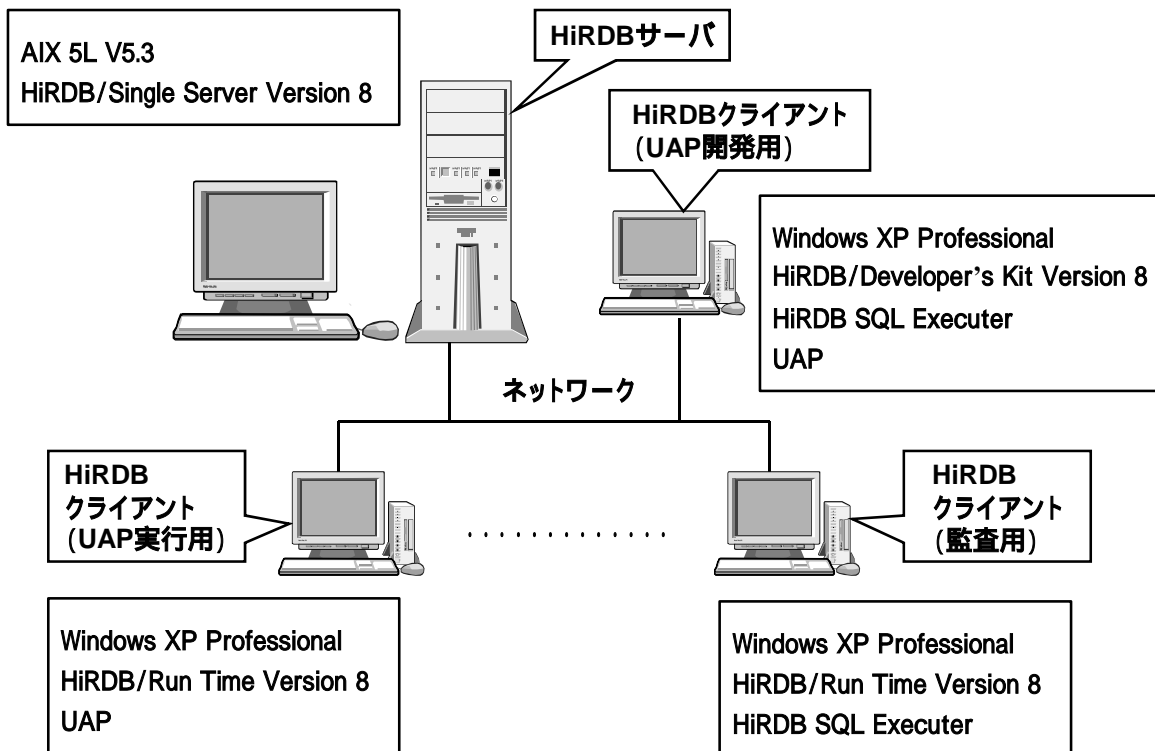 AIX 5L V5.3
HiRDB/Single Server Version 8
HiRDBサーバ
HiRDBクライアント
(UAP開発用)
Windows XP Professional
HiRDB/Developer’s Kit Version 8
HiRDB SQL Executer
UAP
ネットワーク
HiRDB
クライアント
(UAP実行用)
............
HiRDB
クライアント
(監査用)
Windows XP Professional
HiRDB/Run Time Version 8
UAP
Windows XP Professional
HiRDB/Run Time Version 8
HiRDB SQL Executer